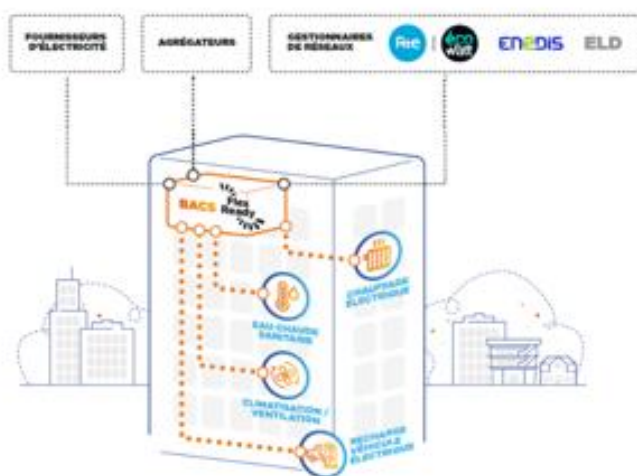 FOURNISSEURS
D'ÉLECTRICITÉ
AGRÉGATEURS
GESTIONNAIRES
DE RÉSEAUX
Rte
éco
watt
ENEDIS
ELD
BACS
Flex
Ready
CHAUFFAGE
ÉLECTRIQUE
EAU CHAUDE
SANITAIRE
CLIMATISATION /
VENTILATION
RECHARGE
VÉHICULE
ÉLECTRIQUE